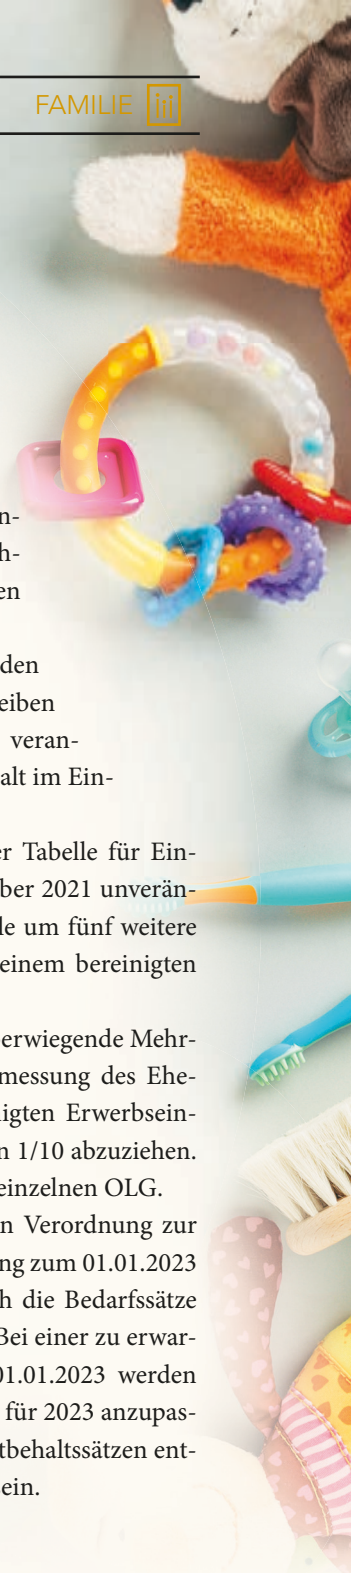 FAMILIE
n-
h-
en
den
eiben
veran-
alt im Ein-
er Tabelle für Ein-
ber 2021 unverän-
le um fünf weitere
einem bereinigten
erwiegende Mehr-
messung des Ehe-
igten Erwerbsein-
n 1/10 abzuziehen.
einzelnen OLG.
en Verordnung zur
ng zum 01.01.2023
h die Bedarfssätze
Bei einer zu erwar-
01.01.2023 werden
für 2023 anzupas-
tbehaltssätzen ent-
ein.